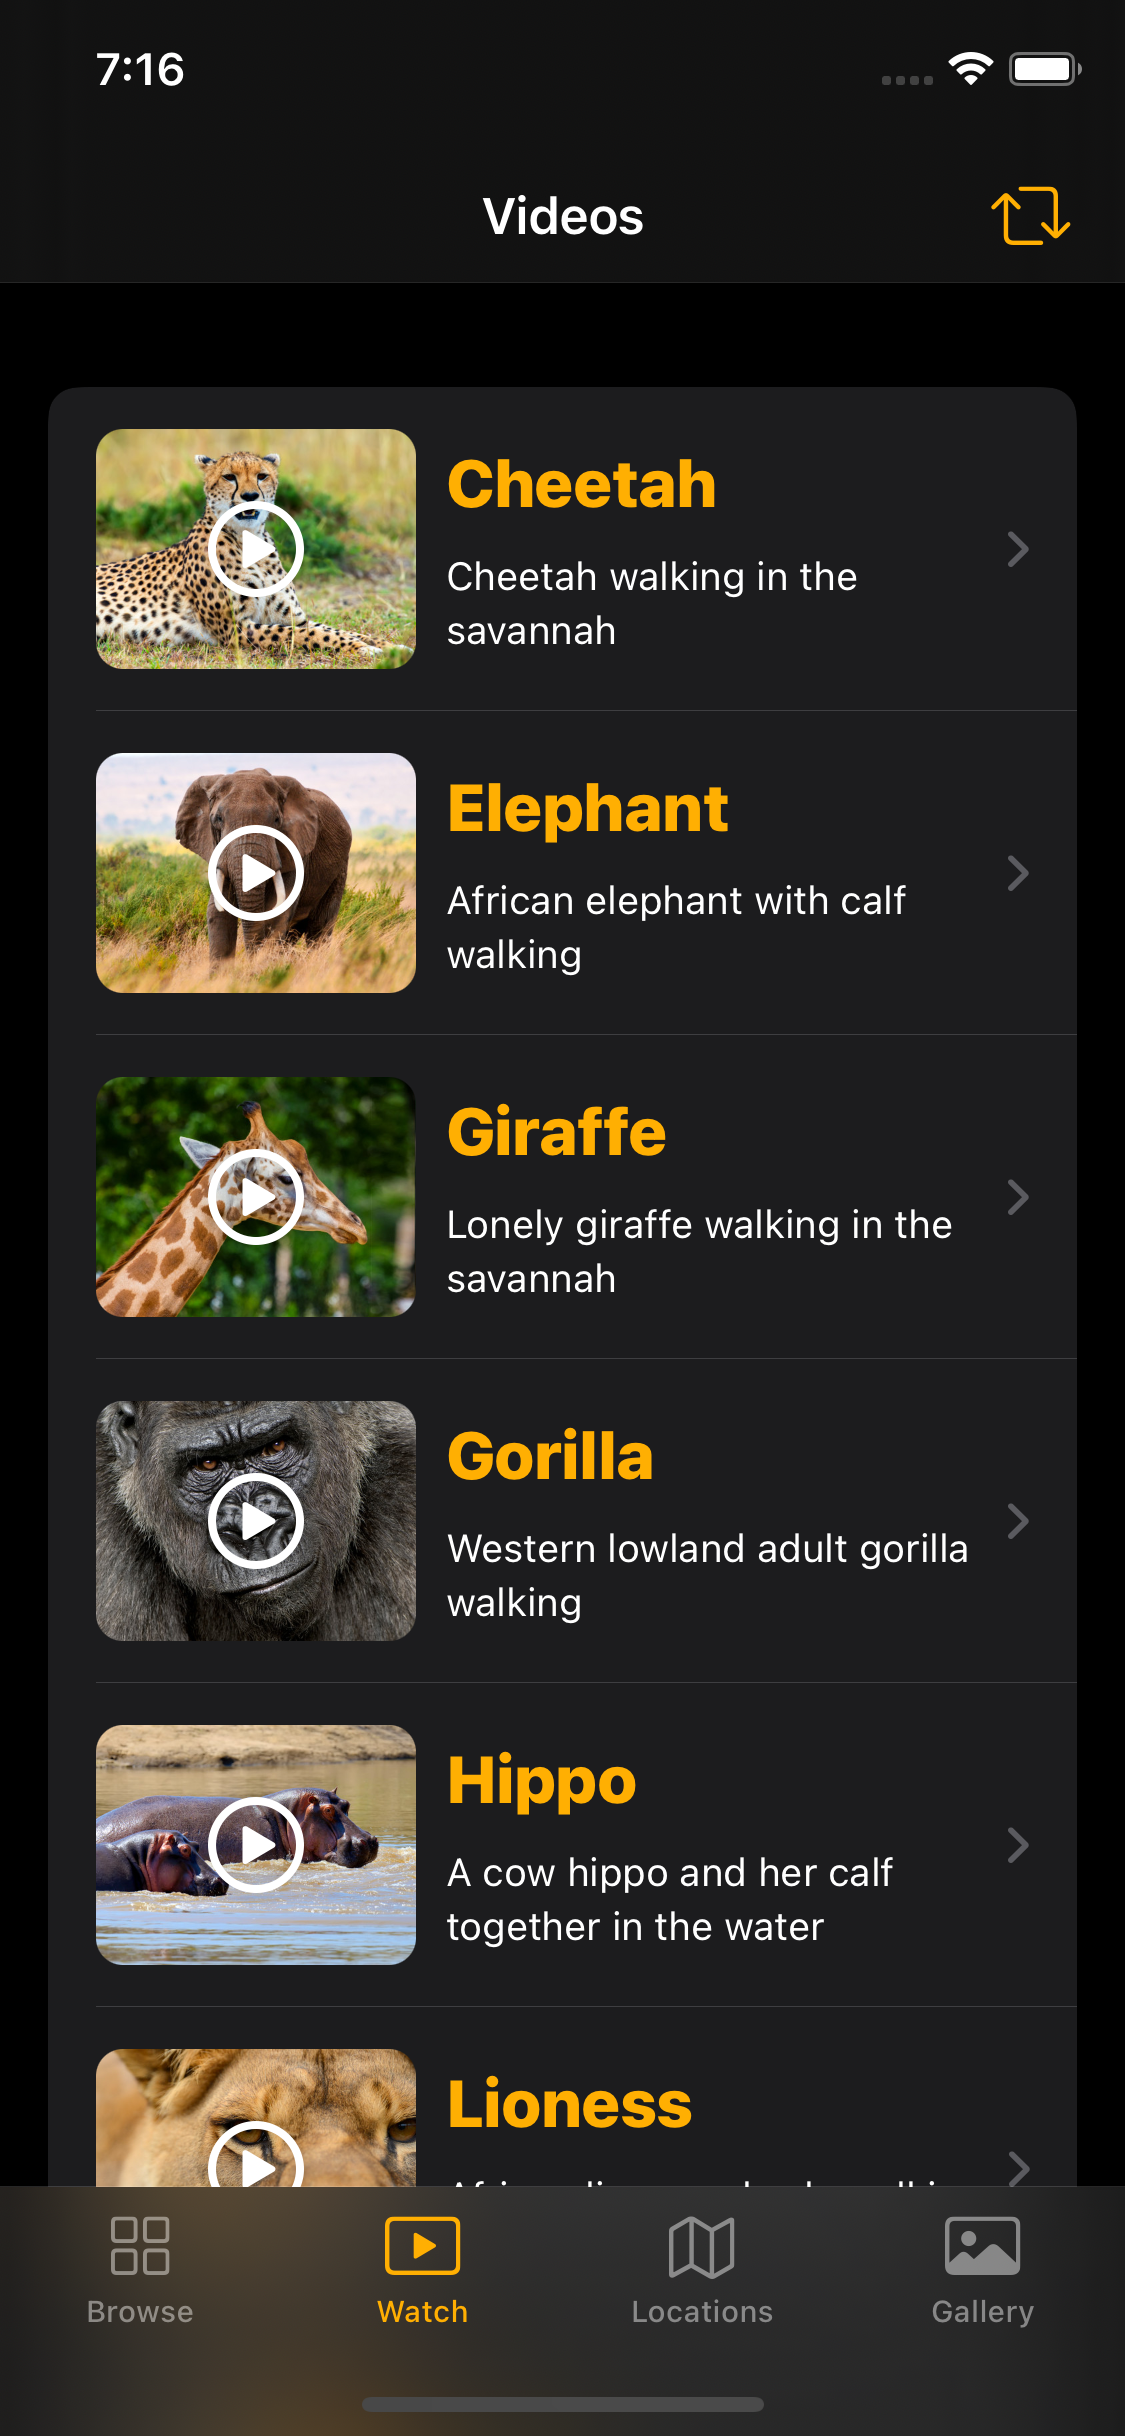 7:16
Videos
Cheetah
Cheetah walking in the
savannah
Elephant
African elephant with calf
walking
Giraffe
Lonely giraffe walking in the
savannah
Gorilla
Western lowland adult gorilla
walking
Hippo
A cow hippo and her calf
together in the water
Lioness
Browse
Watch
Locations
Gallery